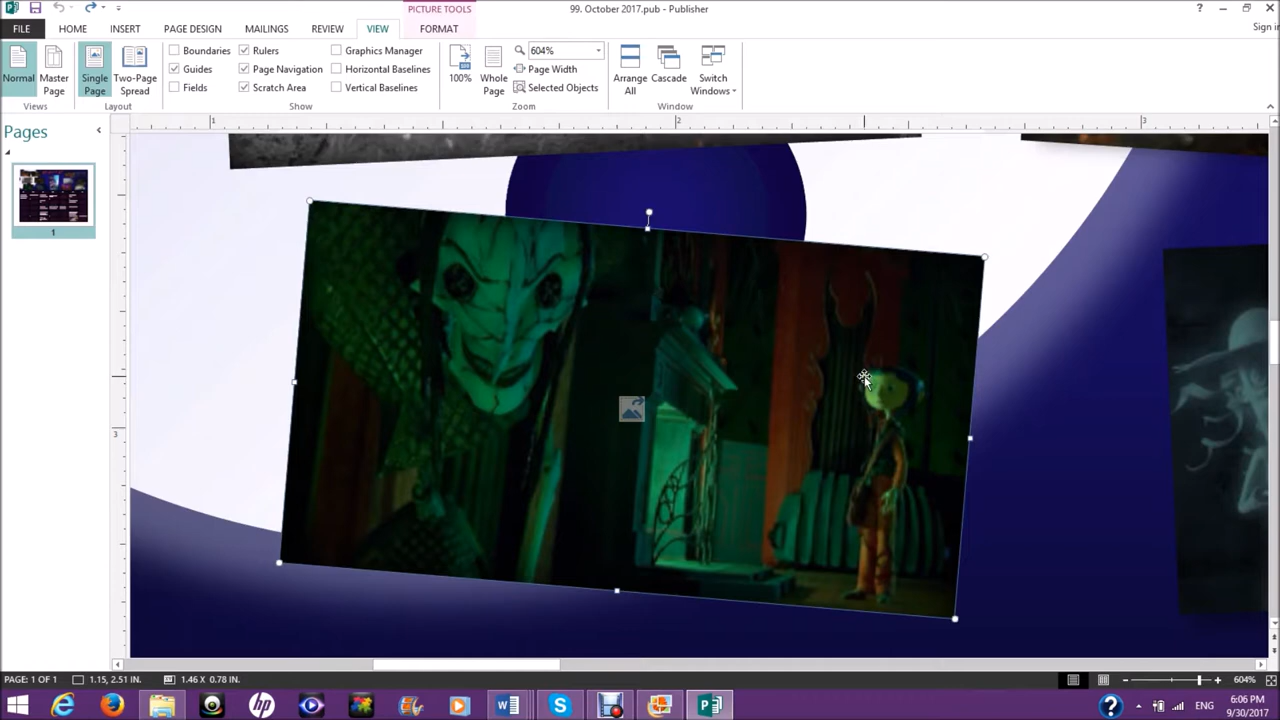 PICTURE TOOLS
99. October 2017.pub - Publisher
FILE HOME INSERT PAGE DESIGN MAILINGS REVIEW VIEW FORMAT
Sign in
Normal
Master Page
Views
Single Page
Two-Page Spread
Layout
Boundaries
Guides
Fields
Rulers
Page Navigation
Scratch Area
Graphics Manager
Horizontal Baselines
Vertical Baselines
Show
100%
Whole Page
604%
Page Width
Selected Objects
Zoom
Arrange All
Cascade
Switch Windows
Window
Pages
1
1 2 3
3
PAGE: 1 OF 1
1.15, 2.51 IN.
1.46 X 0.78 IN.
604%
ENG
6:06 PM
9/30/2017